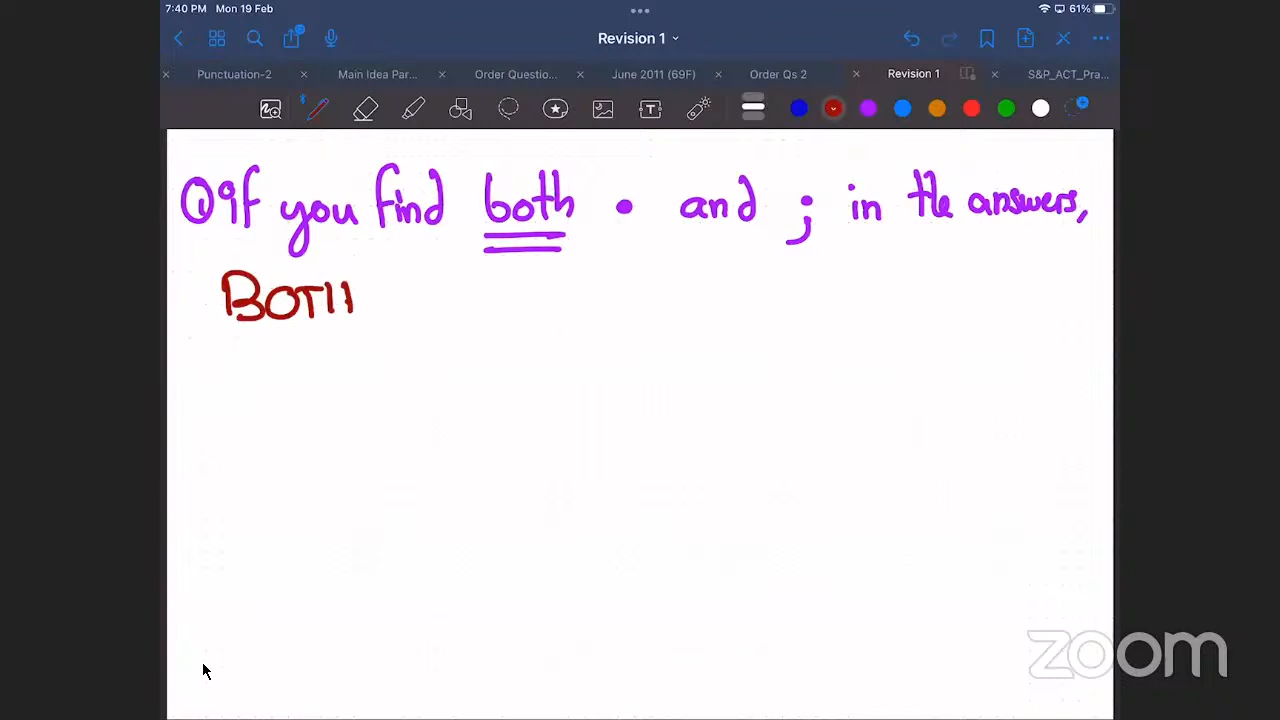 7:40 PM Mon 19 Feb
61%
Revision 1
Punctuation-2
Main Idea Par...
Order Questio...
June 2011 (69F)
Order Qs 2
Revision 1
S&P_ACT_Pra...
if you find both . and ; in the answers,
BOTH
zoom